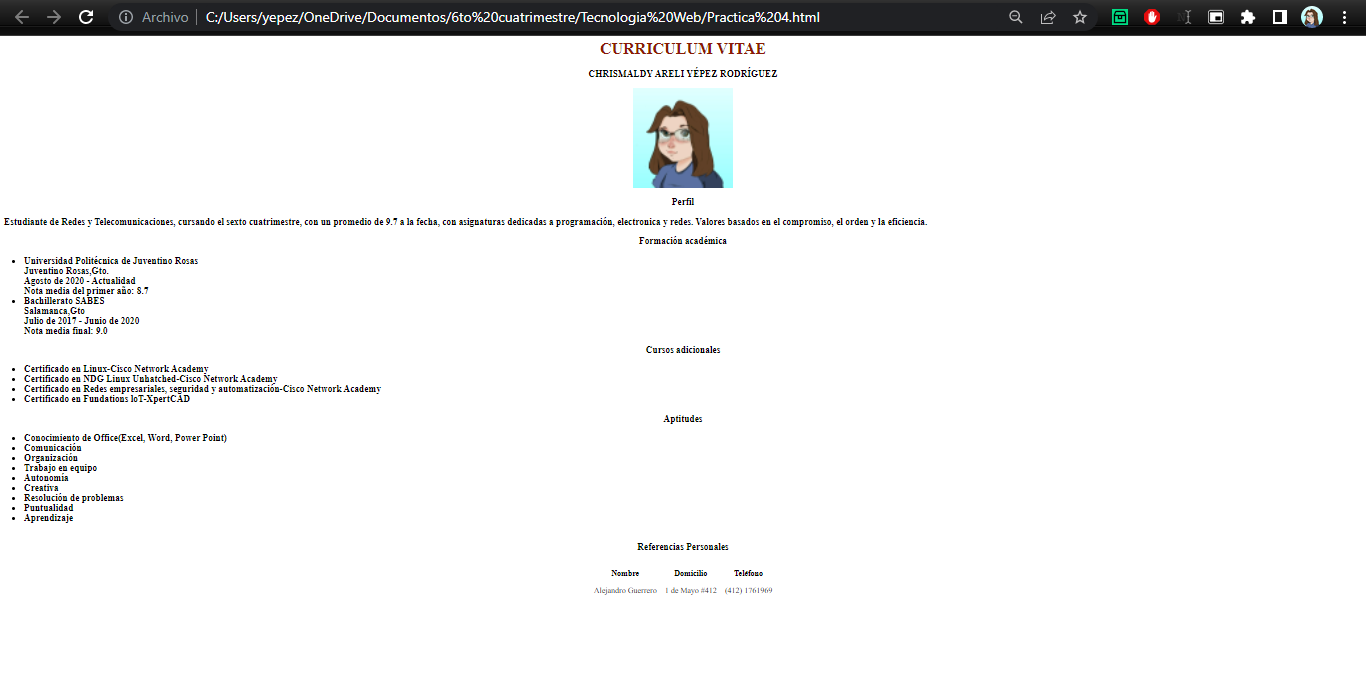 Archivo | C:/Users/yepez/OneDrive/Documentos/6to%20cuatrimestre/Tecnologia%20Web/Practica%204.html
CURRICULUM VITAE
CHRISMALDY ARELI YÉPEZ RODRÍGUEZ
Perfil
Estudiante de Redes y Telecomunicaciones, cursando el sexto cuatrimestre, con un promedio de 9.7 a la fecha, con asignaturas dedicadas a programación, electronica y redes. Valores basados en el compromiso, el orden y la eficiencia.
Formación académica
• Universidad Politécnica de Juventino Rosas
Juventino Rosas,Gto.
Agosto de 2020 - Actualidad
Nota media del primer año: 8.7
• Bachillerato SABES
Salamanca,Gto
Julio de 2017 - Junio de 2020
Nota media final: 9.0
Cursos adicionales
• Certificado en Linux-Cisco Network Academy
• Certificado en NDG Linux Unhatched-Cisco Network Academy
• Certificado en Redes empresariales, seguridad y automatización-Cisco Network Academy
• Certificado en Fundations loT-XpertCAD
Aptitudes
• Conocimiento de Office(Excel, Word, Power Point)
• Comunicación
• Organización
• Trabajo en equipo
• Autonomía
• Creativa
• Resolución de problemas
• Puntualidad
• Aprendizaje
Referencias Personales
Nombre Domicilio Teléfono
Alejandro Guerrero 1 de Mayo #412 (412) 1761969